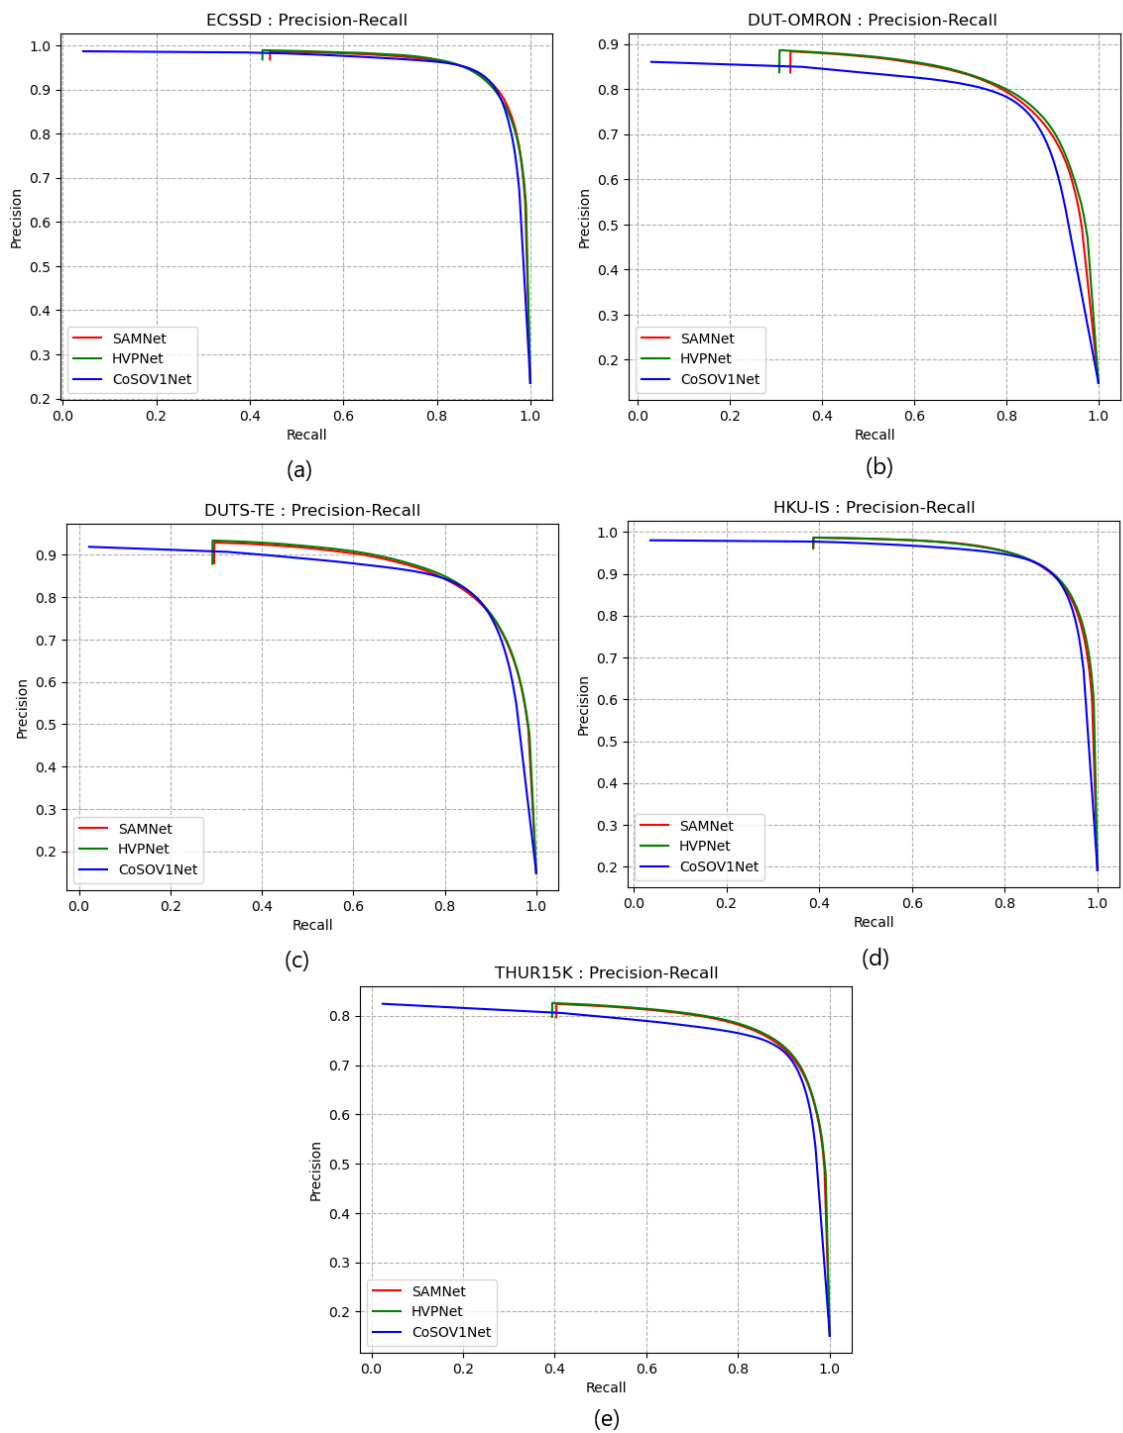 ECSSD : Precision-Recall
1.0
0.9
0.8
0.7
0.6
0.5
0.4
0.3
0.2
Precision
SAMNet
HVPNet
CoSOV1Net
0.0 0.2 0.4 0.6 0.8 1.0
Recall
(a)
DUT-OMRON : Precision-Recall
0.9
0.8
0.7
0.6
0.5
0.4
0.3
0.2
Precision
SAMNet
HVPNet
CoSOV1Net
0.0 0.2 0.4 0.6 0.8 1.0
Recall
(b)
DUTS-TE : Precision-Recall
0.9
0.8
0.7
0.6
0.5
0.4
0.3
0.2
Precision
SAMNet
HVPNet
CoSOV1Net
0.0 0.2 0.4 0.6 0.8 1.0
Recall
(c)
HKU-IS : Precision-Recall
1.0
0.9
0.8
0.7
0.6
0.5
0.4
0.3
0.2
Precision
SAMNet
HVPNet
CoSOV1Net
0.0 0.2 0.4 0.6 0.8 1.0
Recall
(d)
THUR15K : Precision-Recall
0.8
0.7
0.6
0.5
0.4
0.3
0.2
Precision
SAMNet
HVPNet
CoSOV1Net
0.0 0.2 0.4 0.6 0.8 1.0
Recall
(e)